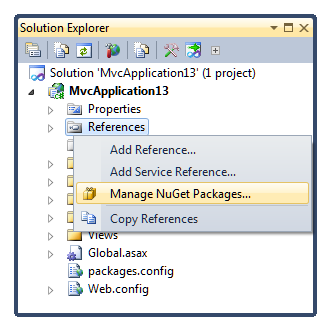 Solution Explorer
Solution 'MvcApplication13' (1 project)
MvcApplication13
Properties
References
Add Reference...
Add Service Reference...
Manage NuGet Packages...
Copy References
Views
Global.asax
packages.config
Web.config